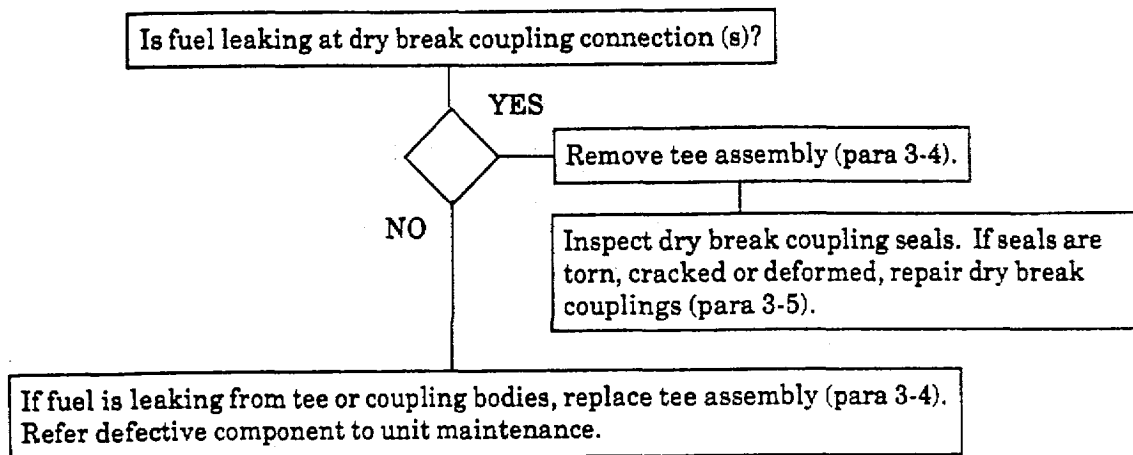 Is fuel leaking at dry break coupling connection (s)?
YES
Remove tee assembly (para 3-4).
NO
Inspect dry break coupling seals. If seals are
torn, cracked or deformed, repair dry break
couplings (para 3-5).
If fuel is leaking from tee or coupling bodies, replace tee assembly (para 3-4).
Refer defective component to unit maintenance.